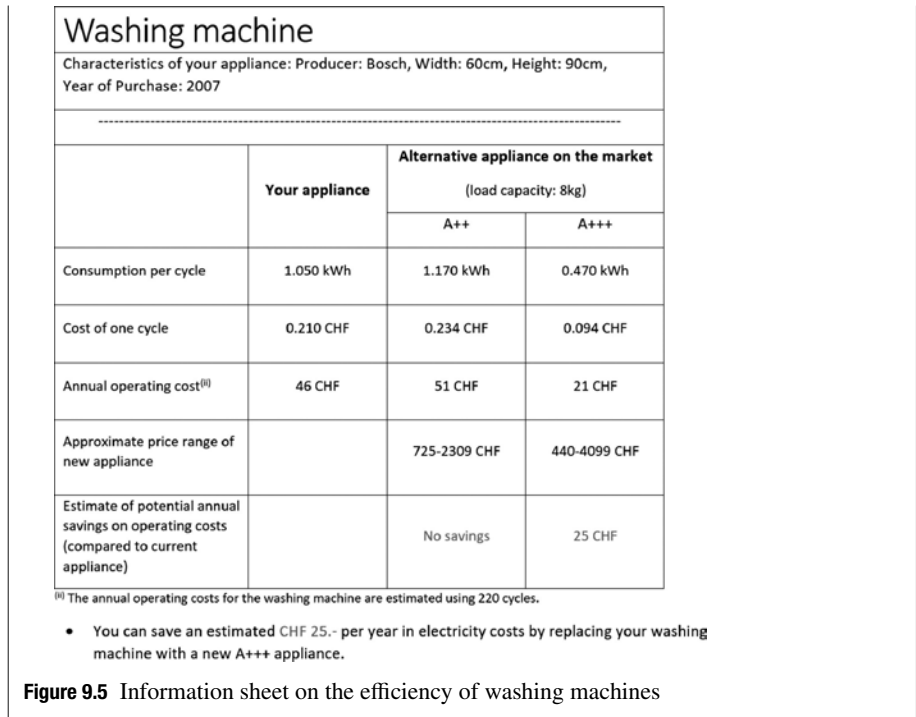 Washing machine
Characteristics of your appliance: Producer: Bosch, Width: 60cm, Height: 90cm,
Year of Purchase: 2007
Your appliance
Alternative appliance on the market
(load capacity: 8kg)
A++ A+++
Consumption per cycle 1.050 kWh 1.170 kWh 0.470 kWh
Cost of one cycle 0.210 CHF 0.234 CHF 0.094 CHF
Annual operating cost(ii) 46 CHF 51 CHF 21 CHF
Approximate price range of
new appliance
725-2309 CHF 440-4099 CHF
Estimate of potential annual
savings on operating costs
(compared to current
appliance)
No savings 25 CHF
(ii) The annual operating costs for the washing machine are estimated using 220 cycles.
• You can save an estimated CHF 25.- per year in electricity costs by replacing your washing
machine with a new A+++ appliance.
Figure 9.5 Information sheet on the efficiency of washing machines